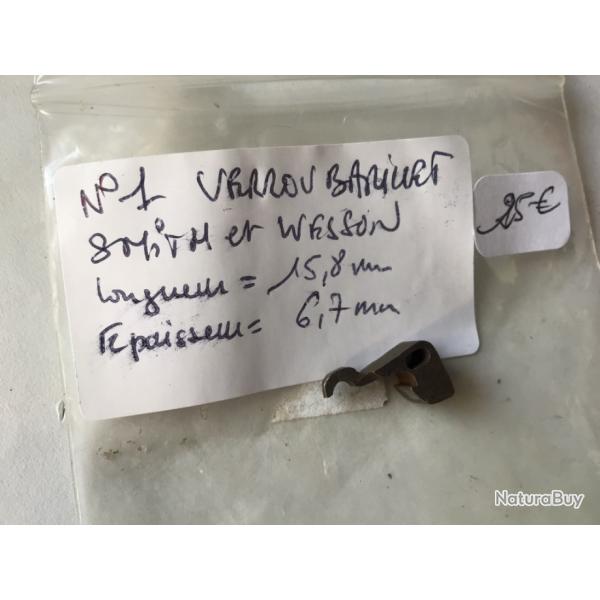 N° 1 VERROU BARILLET
SMITH et WESSON
longueur = 15,8 mm
Epaisseur = 6,7 mm
25 €
NaturaBuy